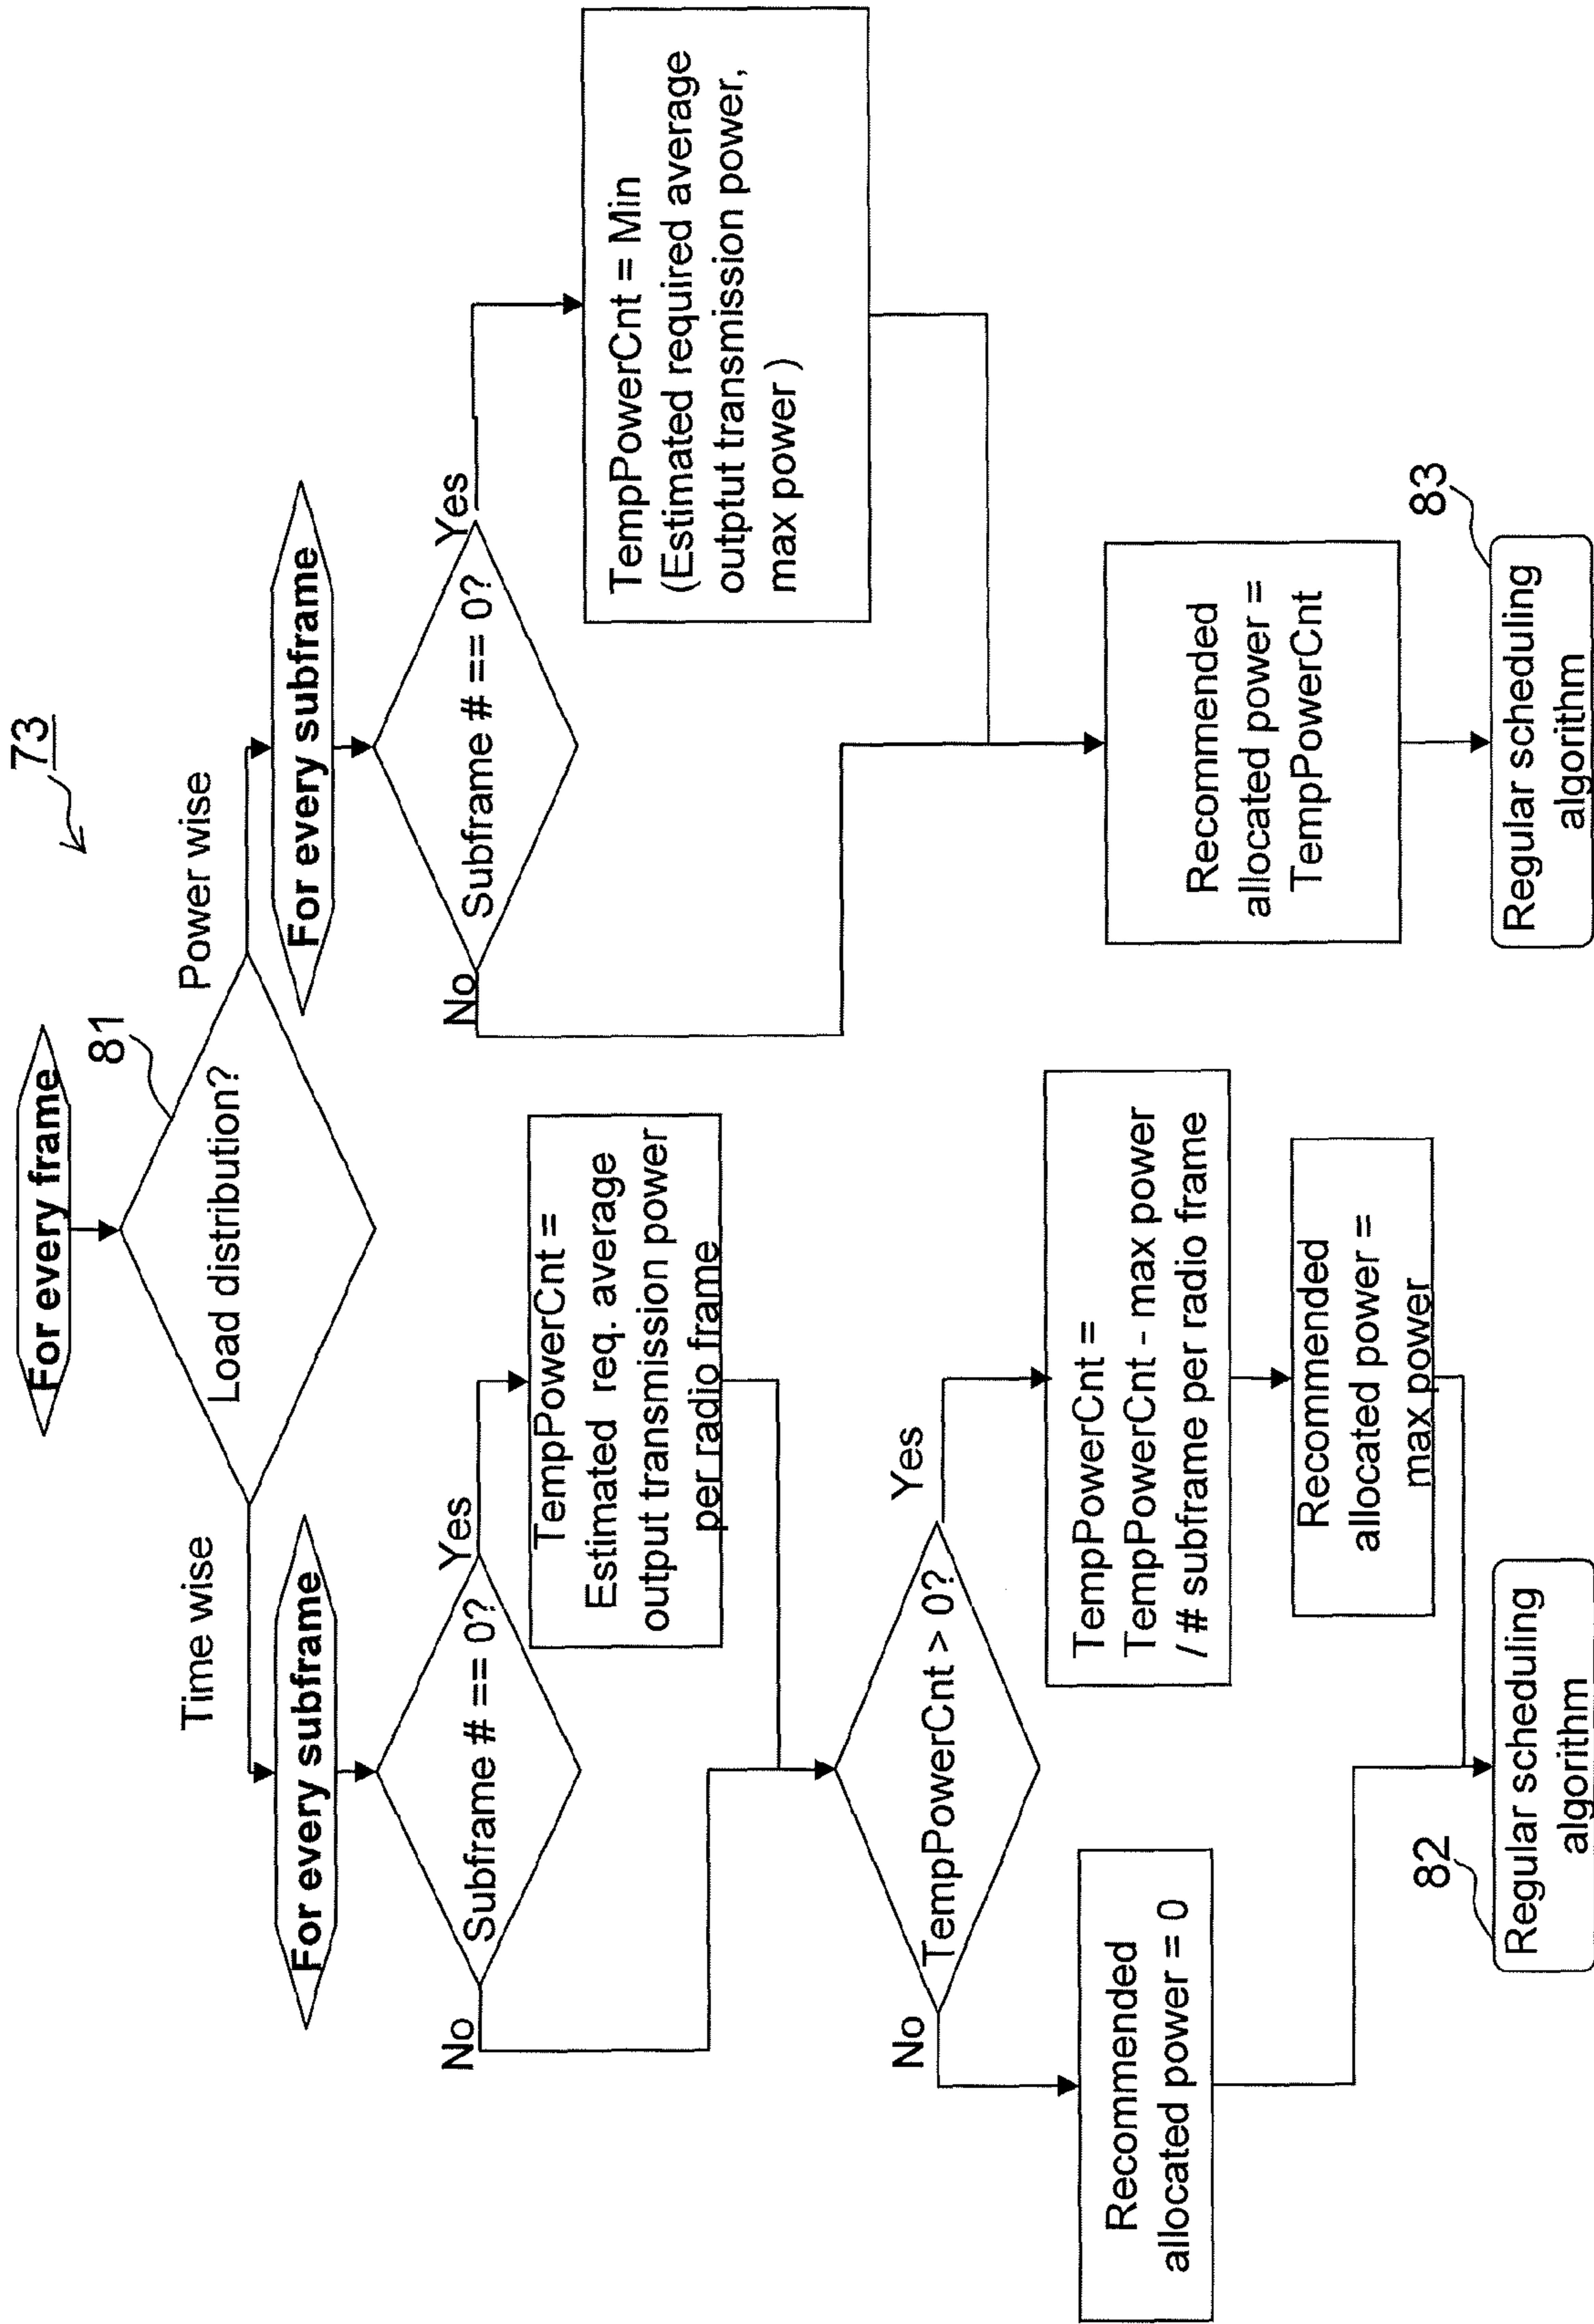 73
For every frame
81
Load distribution?
Time wise
Power wise
For every subframe
Subframe # == 0?
Yes
No
TempPowerCnt =
Estimated req. average
output transmission power
per radio frame
TempPowerCnt > 0?
Yes
No
TempPowerCnt =
TempPowerCnt - max power
/ # subframe per radio frame
Recommended
allocated power =
max power
Recommended
allocated power = 0
82
Regular scheduling
algorithm
For every subframe
Subframe # == 0?
Yes
No
TempPowerCnt = Min
(Estimated required average
outptut transmission power,
max power )
Recommended
allocated power =
TempPowerCnt
83
Regular scheduling
algorithm